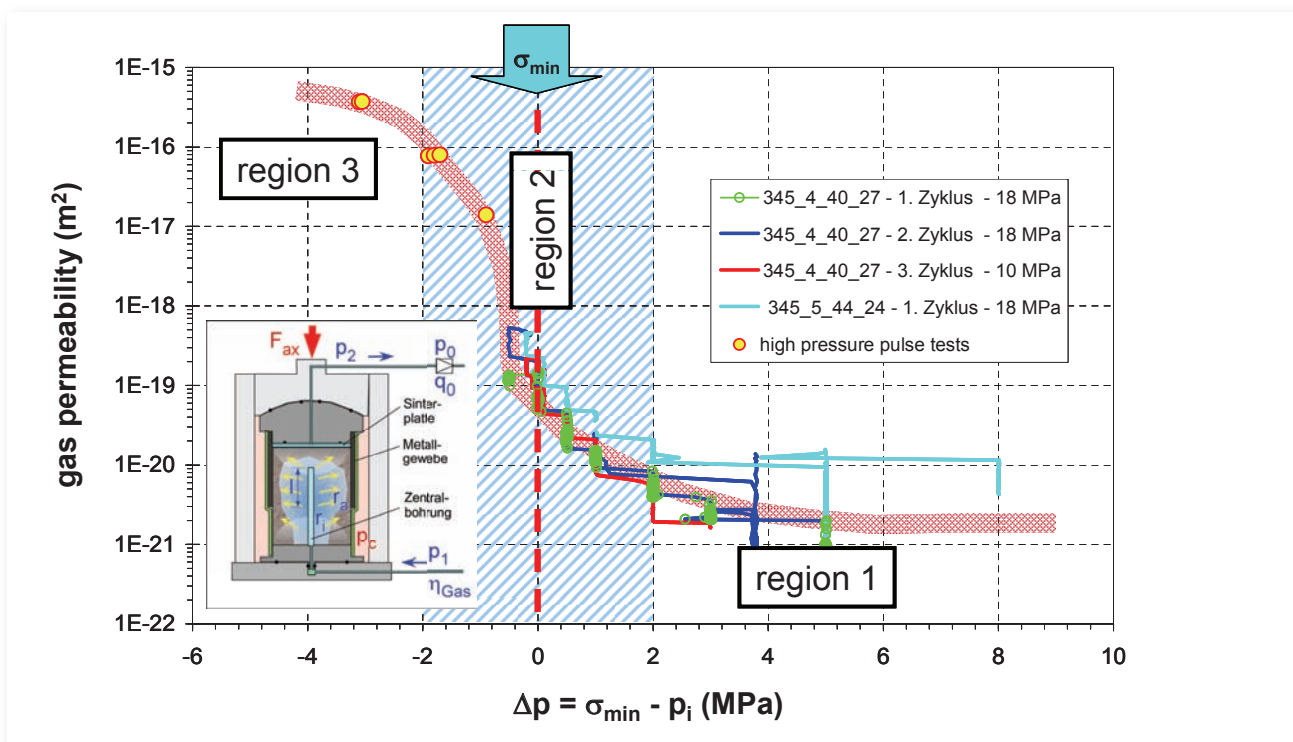 σmin
1E-15
1E-16
1E-17
1E-18
1E-19
1E-20
1E-21
1E-22
gas permeability (m²)
region 3
region 2
region 1
345_4_40_27 - 1. Zyklus - 18 MPa
345_4_40_27 - 2. Zyklus - 18 MPa
345_4_40_27 - 3. Zyklus - 10 MPa
345_5_44_24 - 1. Zyklus - 18 MPa
high pressure pulse tests
Fax
p2
p0
q0
Sinter-
platte
Metall-
gewebe
Zentral-
bohrung
l
ra
ri
pc
p1
ηGas
-6 -4 -2 0 2 4 6 8 10
Δp = σmin - pi (MPa)